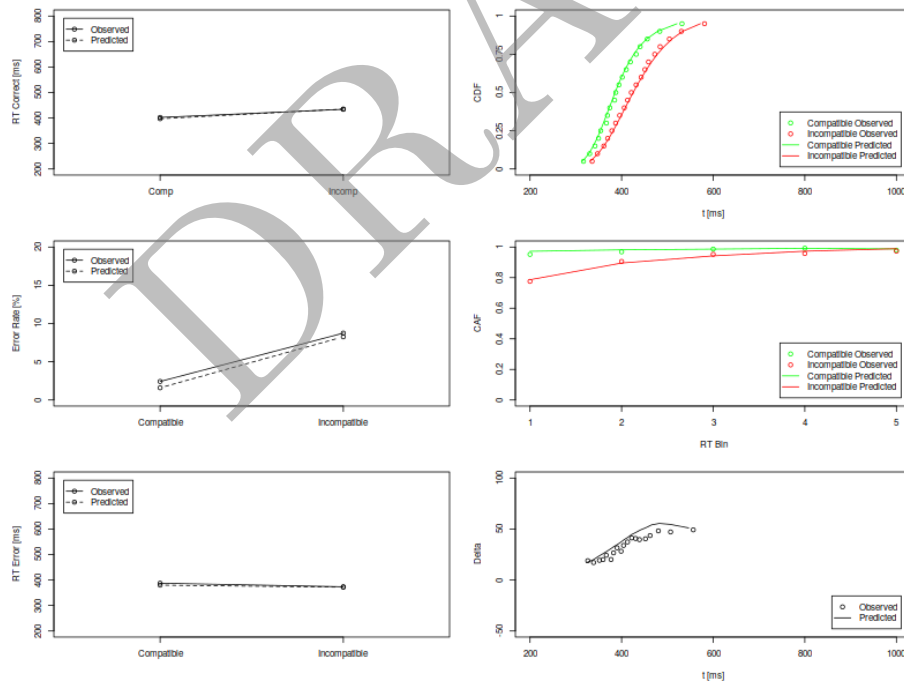 RT Correct [ms]
800
700
600
500
400
300
200
Observed
Predicted
Comp
Incomp
CDF
1
0.75
0.5
0.25
0
Compatible Observed
Incompatible Observed
Compatible Predicted
Incompatible Predicted
200 400 600 800 1000
t [ms]
Error Rate [%]
20
15
10
5
0
Observed
Predicted
Compatible
Incompatible
CAF
1
0.8
0.6
0.4
0.2
0
Compatible Observed
Incompatible Observed
Compatible Predicted
Incompatible Predicted
1 2 3 4 5
RT Bin
RT Error [ms]
800
700
600
500
400
300
200
Observed
Predicted
Compatible
Incompatible
Delta
100
50
0
-50
Observed
Predicted
200 400 600 800 1000
t [ms]
DRA